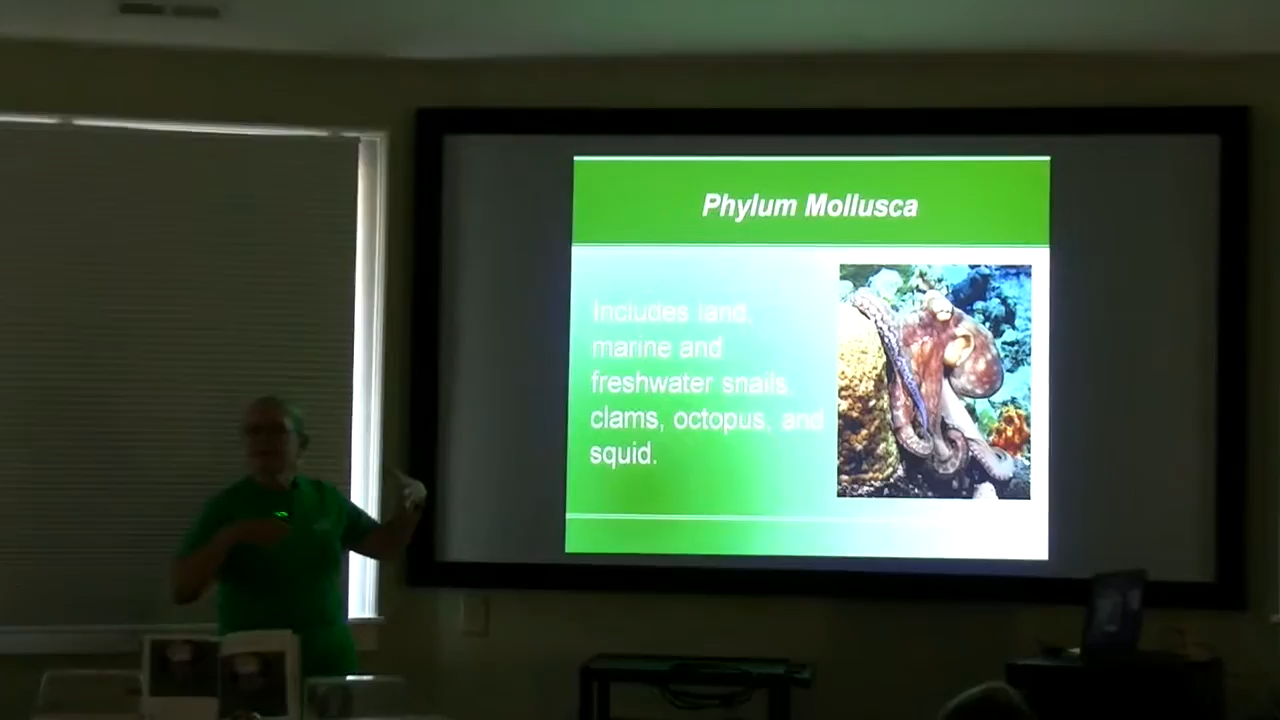 Phylum Mollusca
Includes land,
marine and
freshwater snails,
clams, octopus, and
squid.